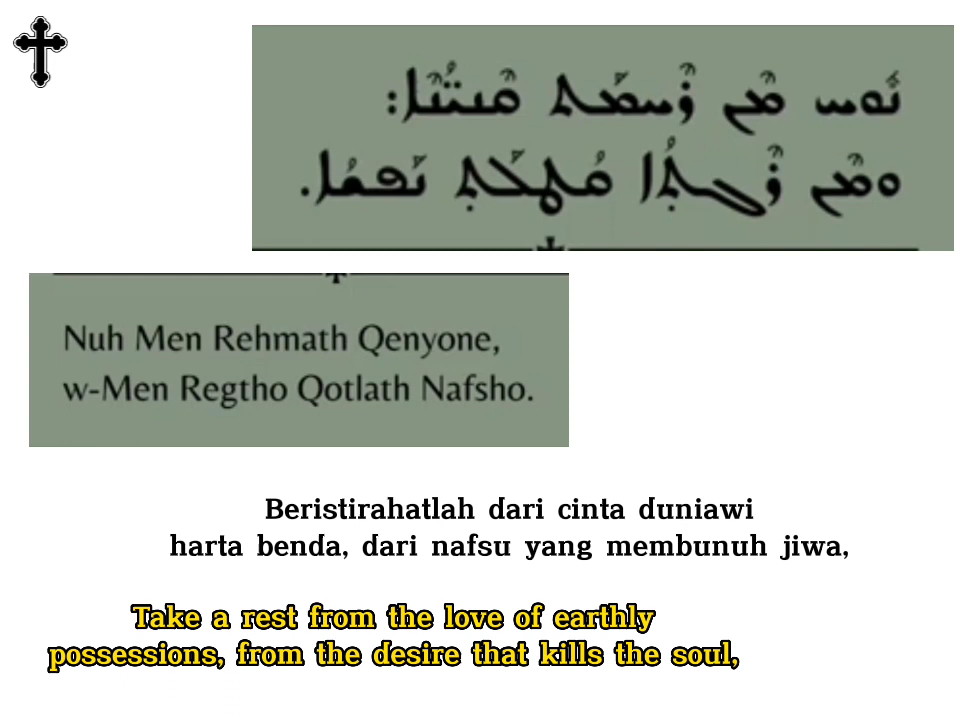 ܢܘܚ ܡܢ ܪܚܡܬ ܩܢܝܢܐ:
ܘܡܢ ܪܓܬܐ ܩܛܠܬ ܢܦܫܐ.
Nuh Men Rehmath Qenyone,
w-Men Regtho Qotlath Nafsho.
Beristirahatlah dari cinta duniawi
harta benda, dari nafsu yang membunuh jiwa,
Take a rest from the love of earthly
possessions, from the desire that kills the soul,